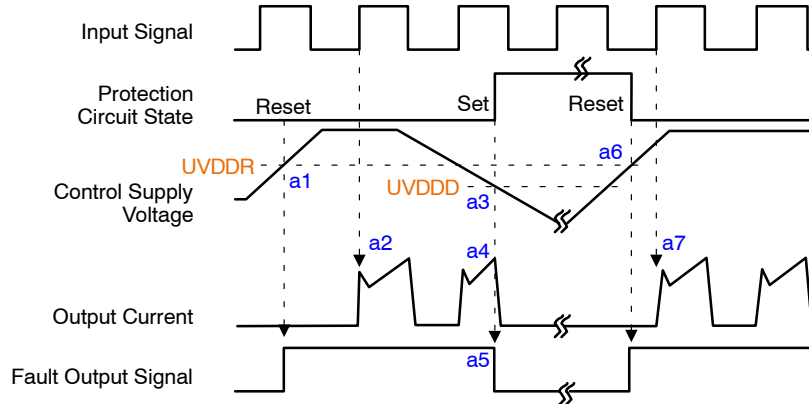 Input Signal
Protection
Circuit State
Reset
Set
Reset
UVDDR
a1
a6
UVDDD
a3
Control Supply
Voltage
a2
a4
a7
Output Current
a5
Fault Output Signal